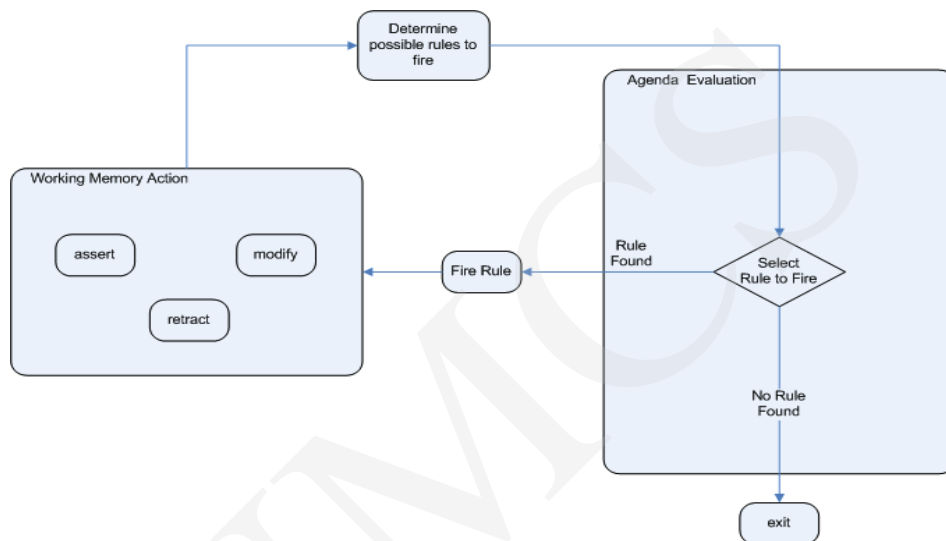 Determine
possible rules to
fire
Agenda Evaluation
Working Memory Action
assert
modify
retract
Fire Rule
Rule
Found
Select
Rule to Fire
No Rule
Found
exit